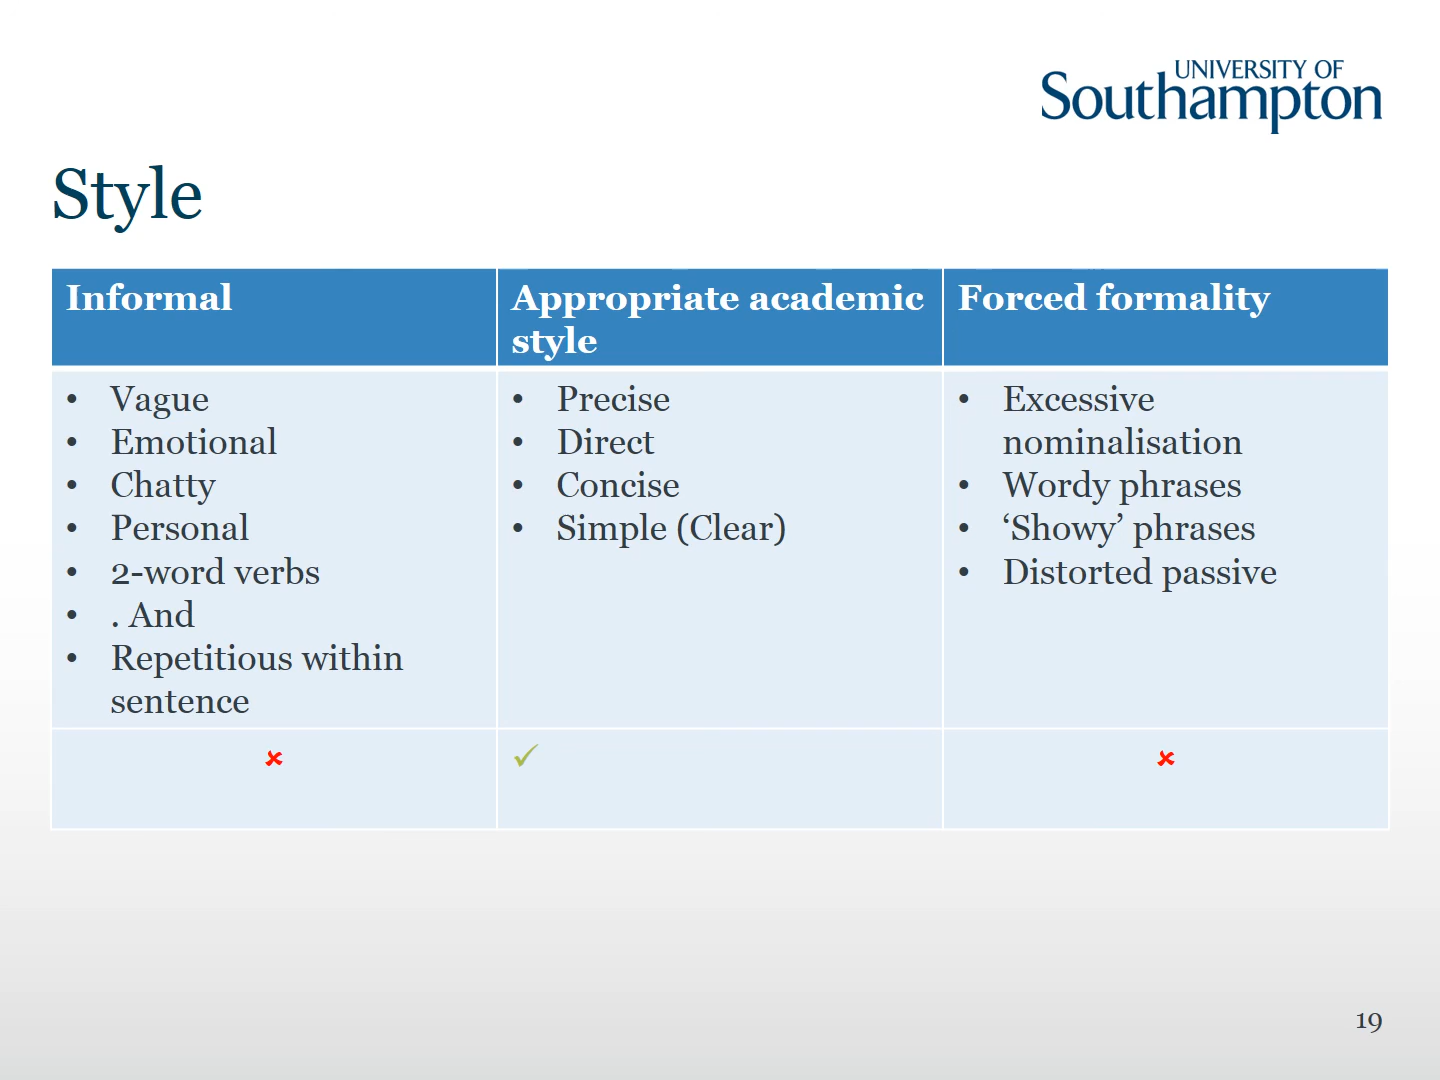 UNIVERSITY OF
Southampton
Style
Informal
Appropriate academic
style
Forced formality
• Vague
• Emotional
• Chatty
• Personal
• 2-word verbs
• . And
• Repetitious within
sentence
• Precise
• Direct
• Concise
• Simple (Clear)
• Excessive
nominalisation
• Wordy phrases
• ‘Showy’ phrases
• Distorted passive
✘
✓
✘
19